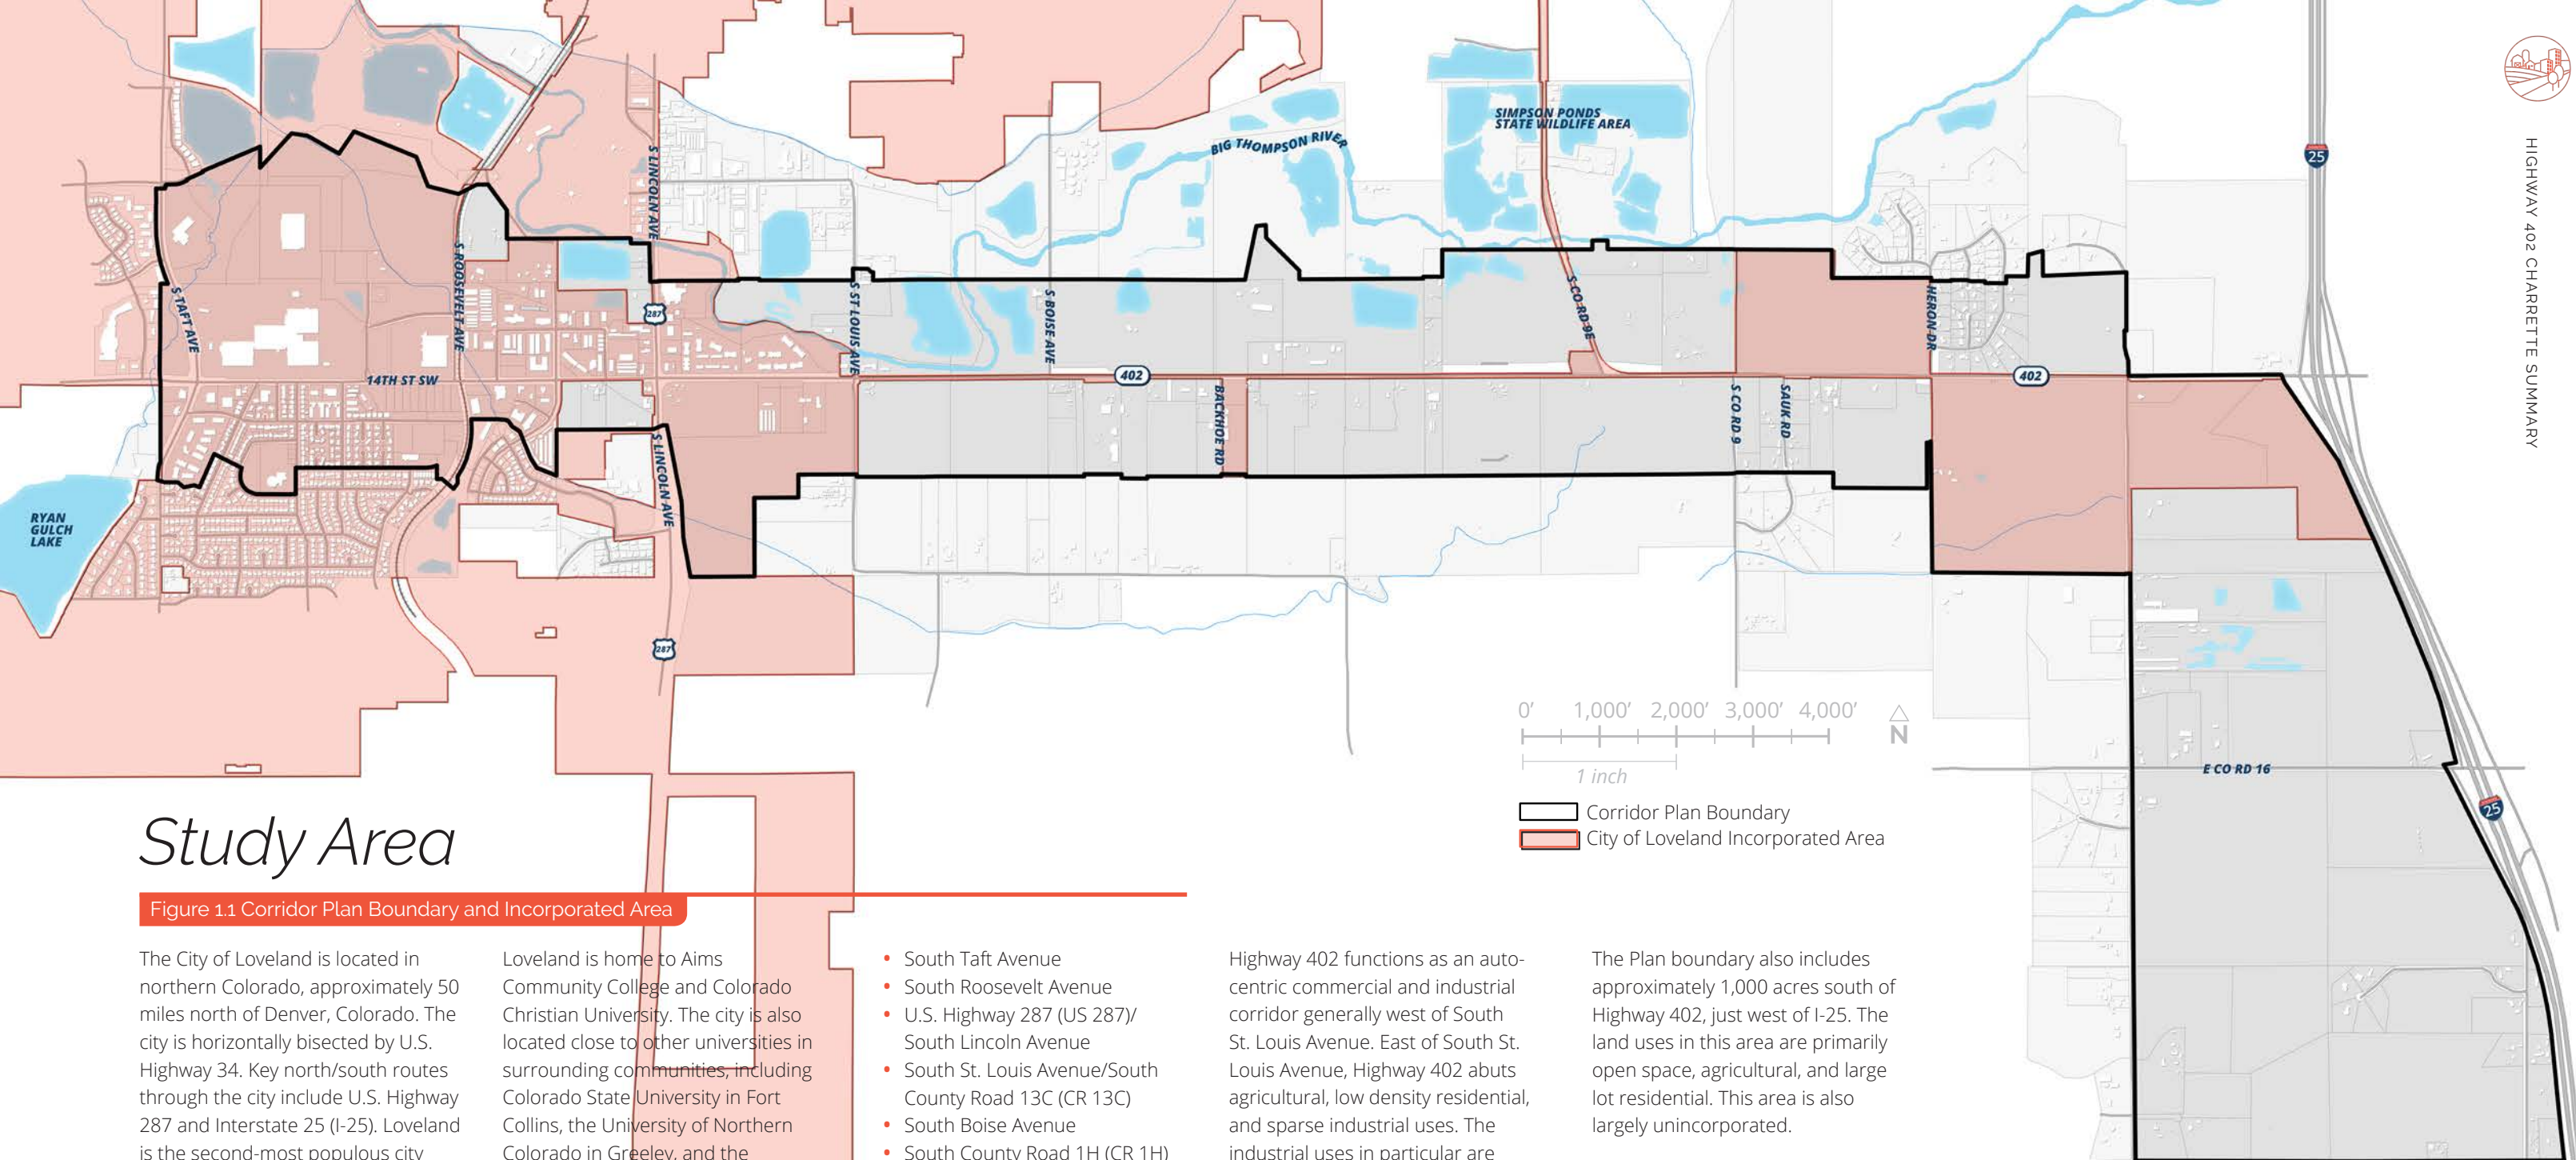 SIMPSON PONDS
STATE WILDLIFE AREA
BIG THOMPSON RIVER
25
S LINCOLN AVE
S ROOSEVELT AVE
S TAFT AVE
287
S ST LOUIS AVE
S BOISE AVE
S CO RD 9E
HERON DR
14TH ST SW
402
402
BACKHOE RD
S CO RD 9
SAUK RD
S LINCOLN AVE
RYAN
GULCH
LAKE
287
E CO RD 16
25
0' 1,000' 2,000' 3,000' 4,000'
N
1 inch
Corridor Plan Boundary
City of Loveland Incorporated Area
HIGHWAY 402 CHARRETTE SUMMARY
Study Area
Figure 1.1 Corridor Plan Boundary and Incorporated Area
The City of Loveland is located in
northern Colorado, approximately 50
miles north of Denver, Colorado. The
city is horizontally bisected by U.S.
Highway 34. Key north/south routes
through the city include U.S. Highway
287 and Interstate 25 (I-25). Loveland
is the second-most populous city
Loveland is home to Aims
Community College and Colorado
Christian University. The city is also
located close to other universities in
surrounding communities, including
Colorado State University in Fort
Collins, the University of Northern
Colorado in Greeley, and the
• South Taft Avenue
• South Roosevelt Avenue
• U.S. Highway 287 (US 287)/
South Lincoln Avenue
• South St. Louis Avenue/South
County Road 13C (CR 13C)
• South Boise Avenue
• South County Road 1H (CR 1H)
Highway 402 functions as an auto-
centric commercial and industrial
corridor generally west of South
St. Louis Avenue. East of South St.
Louis Avenue, Highway 402 abuts
agricultural, low density residential,
and sparse industrial uses. The
industrial uses in particular are
The Plan boundary also includes
approximately 1,000 acres south of
Highway 402, just west of I-25. The
land uses in this area are primarily
open space, agricultural, and large
lot residential. This area is also
largely unincorporated.